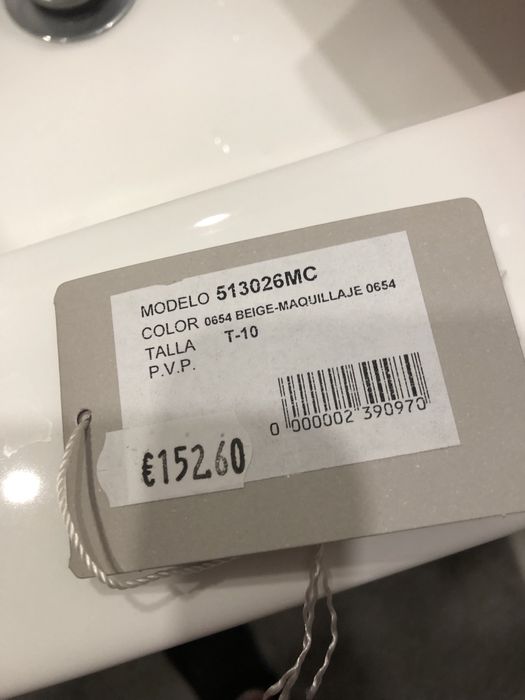 MODELO 513026MC
COLOR 0654 BEIGE-MAQUILLAJE 0654
TALLA T-10
P.V.P.
0 000002 390970
€152.60